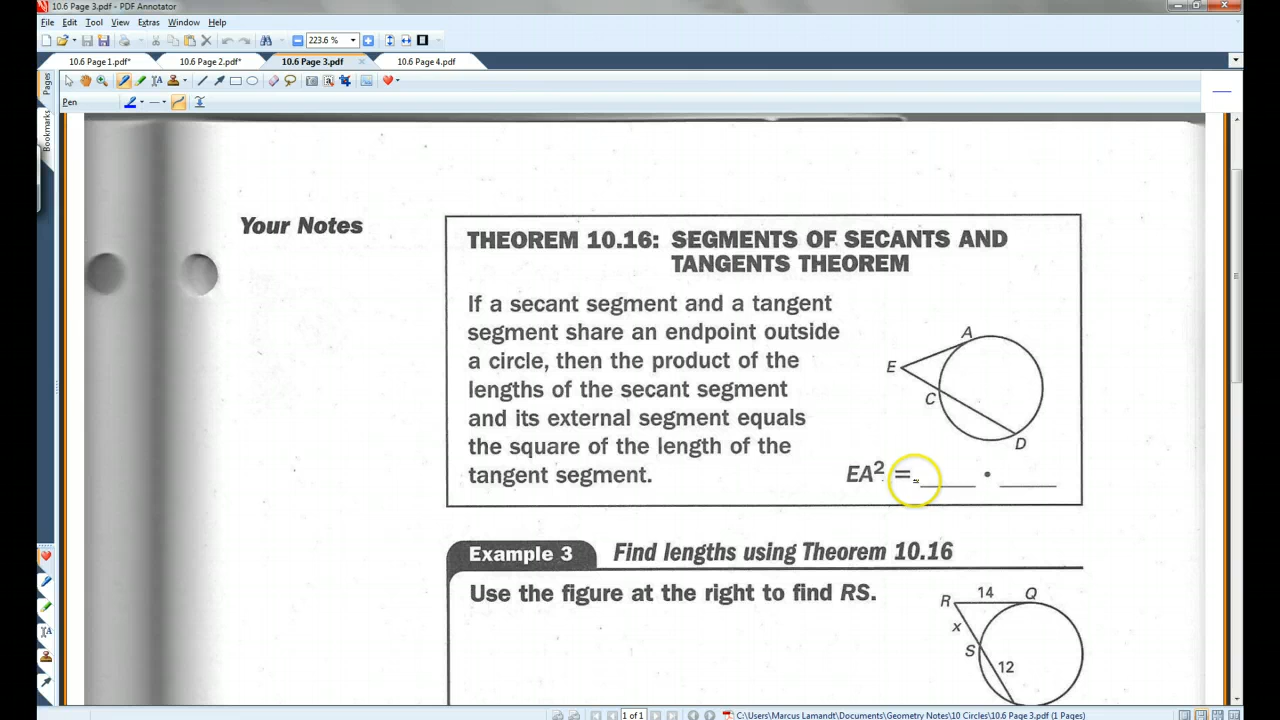 10.6 Page 3.pdf - PDF Annotator
File Edit Tool View Extras Window Help
223.6 %
10.6 Page 1.pdf* 10.6 Page 2.pdf* 10.6 Page 3.pdf 10.6 Page 4.pdf
Pen
Pages
Bookmarks
Your Notes
THEOREM 10.16: SEGMENTS OF SECANTS AND
TANGENTS THEOREM
If a secant segment and a tangent
segment share an endpoint outside
a circle, then the product of the
lengths of the secant segment
and its external segment equals
the square of the length of the
tangent segment.
A
E
C
D
EA² = ____ • ____
Example 3 Find lengths using Theorem 10.16
Use the figure at the right to find RS.
R 14 Q
x
S
12
1 of 1 C:\Users\Marcus Lamandt\Documents\Geometry Notes\10 Circles\10.6 Page 3.pdf (1 Pages)